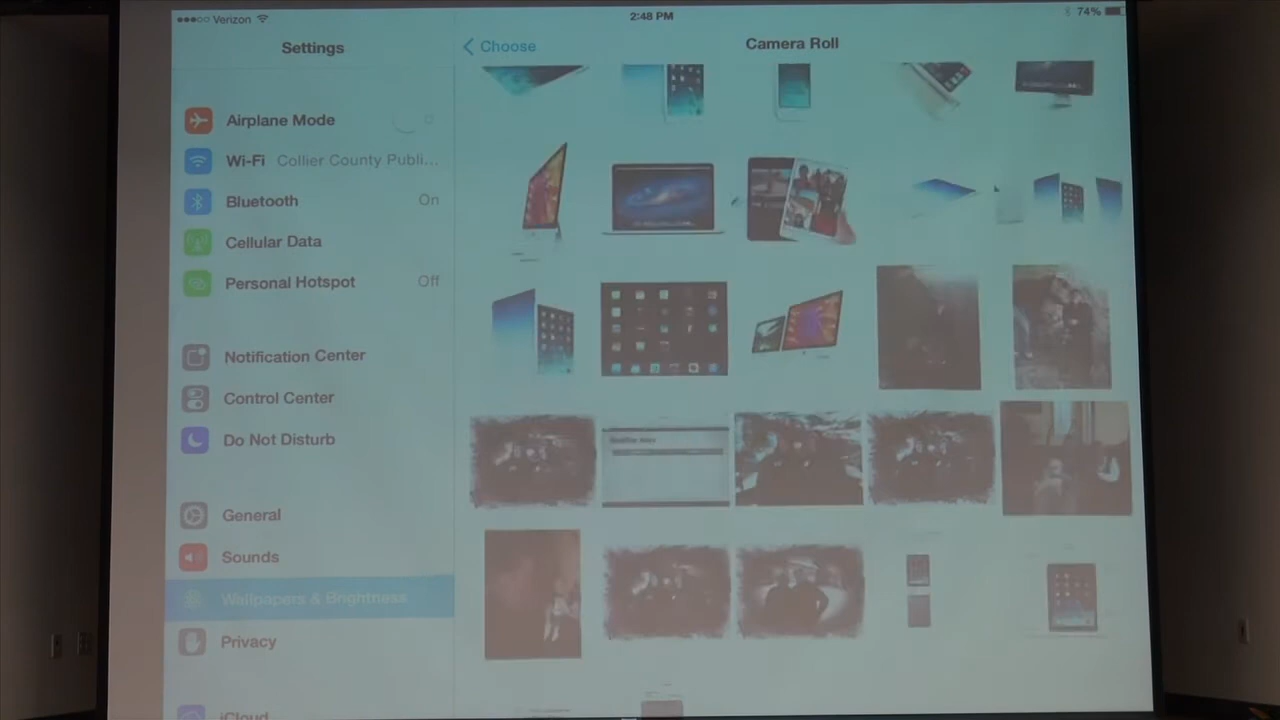 Verizon
2:48 PM
74%
Settings
Choose
Camera Roll
Airplane Mode
Wi-Fi Collier County Publi...
Bluetooth On
Cellular Data
Personal Hotspot Off
Notification Center
Control Center
Do Not Disturb
General
Sounds
Wallpapers & Brightness
Privacy
iCloud